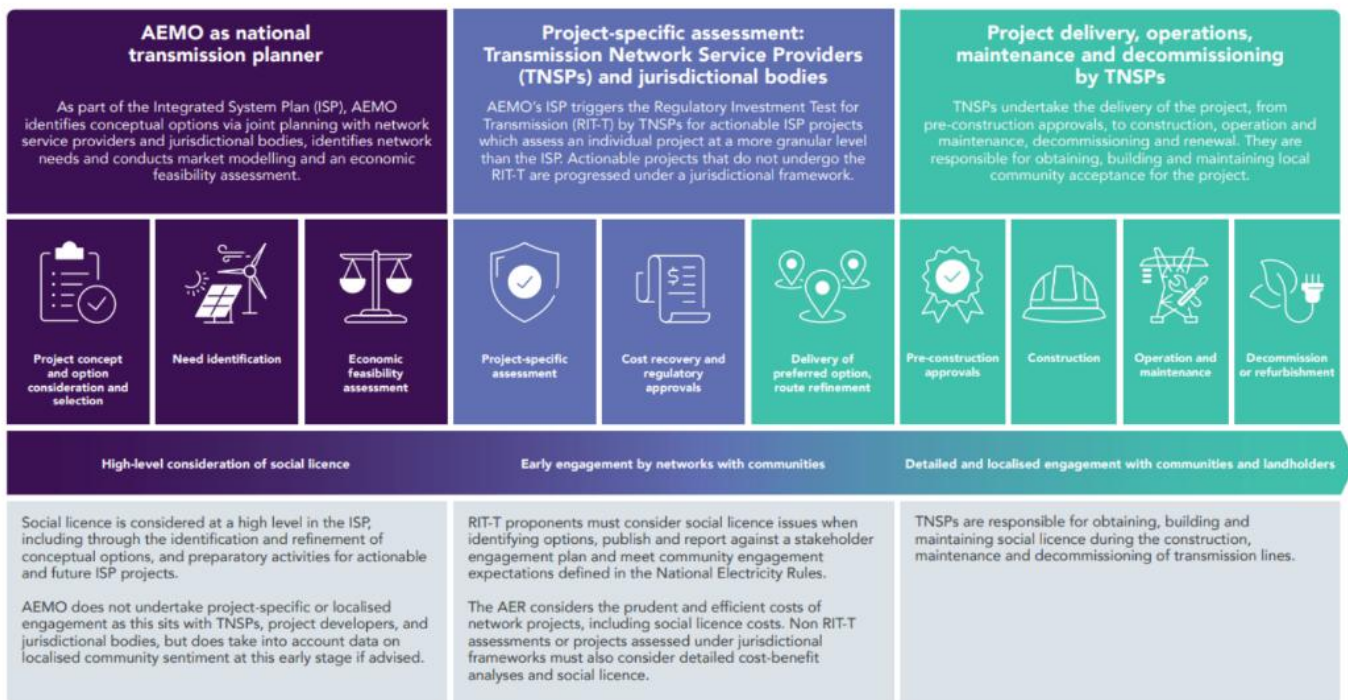 AEMO as national
transmission planner
As part of the Integrated System Plan (ISP), AEMO
identifies conceptual options via joint planning with network
service providers and jurisdictional bodies, identifies network
needs and conducts market modelling and an economic
feasibility assessment.
Project-specific assessment:
Transmission Network Service Providers
(TNSPs) and jurisdictional bodies
AEMO's ISP triggers the Regulatory Investment Test for
Transmission (RIT-T) by TNSPs for actionable ISP projects
which assess an individual project at a more granular level
than the ISP. Actionable projects that do not undergo the
RIT-T are progressed under a jurisdictional framework.
Project delivery, operations,
maintenance and decommissioning
by TNSPs
TNSPs undertake the delivery of the project, from
pre-construction approvals, to construction, operation and
maintenance, decommissioning and renewal. They are
responsible for obtaining, building and maintaining local
community acceptance for the project.
Project concept
and option
consideration and
selection
Need identification
Economic
feasibility
assessment
$
Project-specific
assessment
Cost recovery and
regulatory
approvals
Delivery of
preferred option,
route refinement
Pre-construction
approvals
Construction
Operation and
maintenance
Decommission
or refurbishment
High-level consideration of social licence
Early engagement by networks with communities
Detailed and localised engagement with communities and landholders
Social licence is considered at a high level in the ISP,
including through the identification and refinement of
conceptual options, and preparatory activities for actionable
and future ISP projects.
AEMO does not undertake project-specific or localised
engagement as this sits with TNSPs, project developers, and
jurisdictional bodies, but does take into account data on
localised community sentiment at this early stage if advised.
RIT-T proponents must consider social licence issues when
identifying options, publish and report against a stakeholder
engagement plan and meet community engagement
expectations defined in the National Electricity Rules.
The AER considers the prudent and efficient costs of
network projects, including social licence costs. Non RIT-T
assessments or projects assessed under jurisdictional
frameworks must also consider detailed cost-benefit
analyses and social licence.
TNSPs are responsible for obtaining, building and
maintaining social licence during the construction,
maintenance and decommissioning of transmission lines.